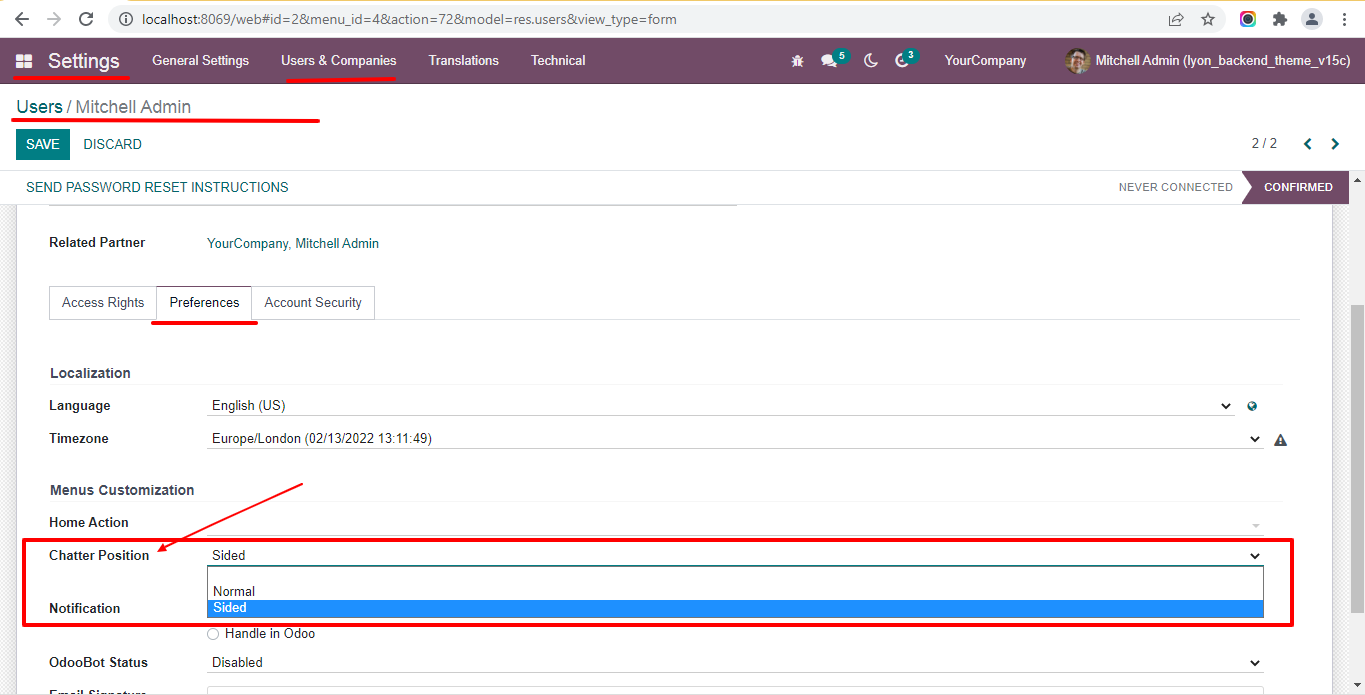 localhost:8069/web#id=2&menu_id=4&action=72&model=res.users&view_type=form
Settings General Settings Users & Companies Translations Technical 5 3 YourCompany Mitchell Admin (lyon_backend_theme_v15c)
Users / Mitchell Admin
SAVE DISCARD 2 / 2
SEND PASSWORD RESET INSTRUCTIONS NEVER CONNECTED CONFIRMED
Related Partner YourCompany, Mitchell Admin
Access Rights Preferences Account Security
Localization
Language English (US)
Timezone Europe/London (02/13/2022 13:11:49)
Menus Customization
Home Action
Chatter Position Sided
Normal
Notification Sided
Handle in Odoo
OdooBot Status Disabled
Email Signature